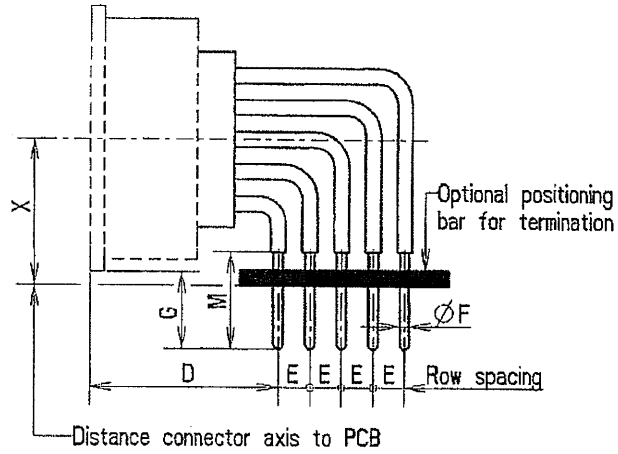 X
Optional positioning
bar for termination
G
M
ØF
D
E
E
E
E
Row spacing
Distance connector axis to PCB